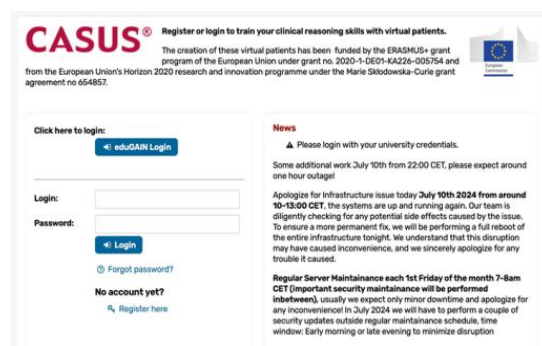 CASUS®
Register or login to train your clinical reasoning skills with virtual patients.
The creation of these virtual patients has been funded by the ERASMUS+ grant
program of the European Union under grant no. 2020-1-DE01-KA226-005754 and
from the European Union's Horizon 2020 research and innovation programme under the Marie Skłodowska-Curie grant
agreement no 654857.
European
Commission
Click here to
login:
eduGAIN Login
Login:
Password:
Login
Forgot password?
No account yet?
Register here
News
Please login with your university credentials.
Some additional work July 10th from 22:00 CET, please expect around
one hour outage!
Apologize for Infrastructure issue today July 10th 2024 from around
10-13:00 CET, the systems are up and running again. Our team is
diligently checking for any potential side effects caused by the issue.
To ensure a more permanent fix, we will be performing a full reboot of
the entire infrastructure tonight. We understand that this disruption
may have caused inconvenience, and we sincerely apologize for any
trouble it caused.
Regular Server Maintainance each 1st Friday of the month 7-8am
CET (important security maintainance will be performed
inbetween), usually we expect only minor downtime and apologize for
any inconvenience! In July 2024 we will have to perform a couple of
security updates outside regular maintainance schedule, time
window: Early morning or late evening to minimize disruption